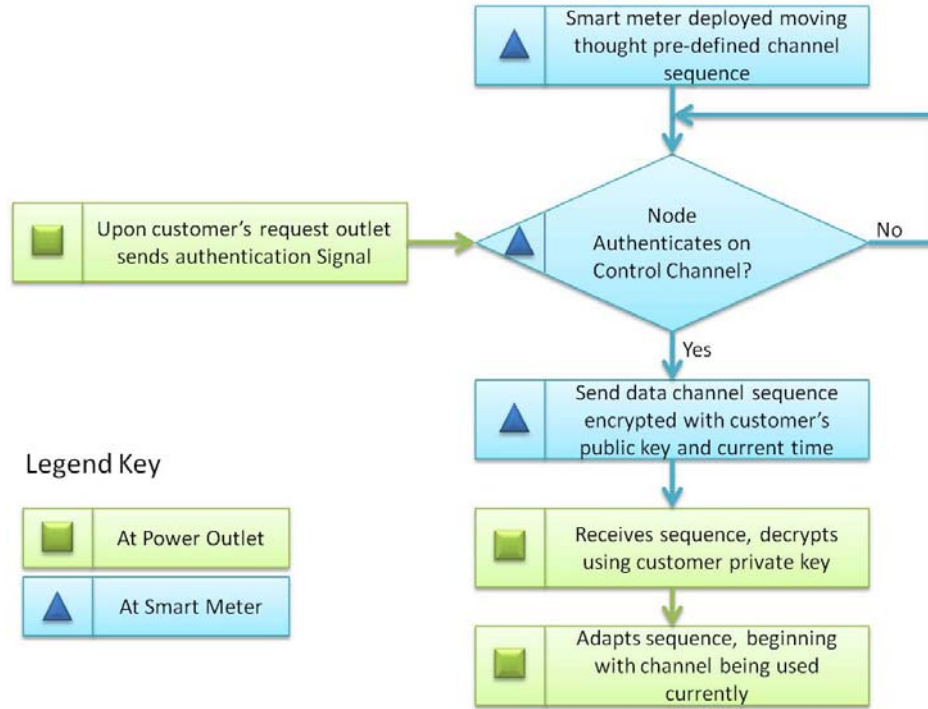 Smart meter deployed moving
thought pre-defined channel
sequence
Upon customer's request outlet
sends authentication Signal
Node
Authenticates on
Control Channel?
No
Yes
Send data channel sequence
encrypted with customer's
public key and current time
Legend Key
At Power Outlet
At Smart Meter
Receives sequence, decrypts
using customer private key
Adapts sequence, beginning
with channel being used
currently